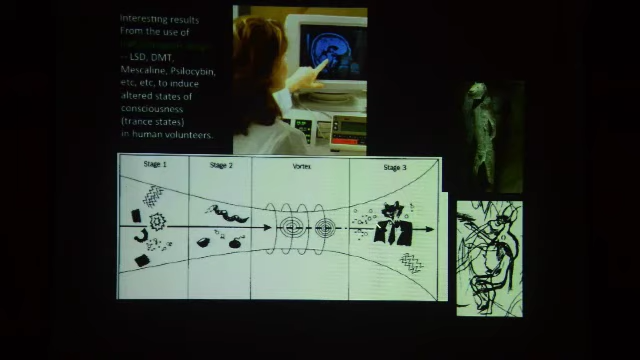 Interesting results
From the use of
-- LSD, DMT,
Mescaline, Psilocybin,
etc, etc, to induce
altered states of
consciousness
(trance states)
in human volunteers.
Stage 1
Stage 2
Vortex
Stage 3